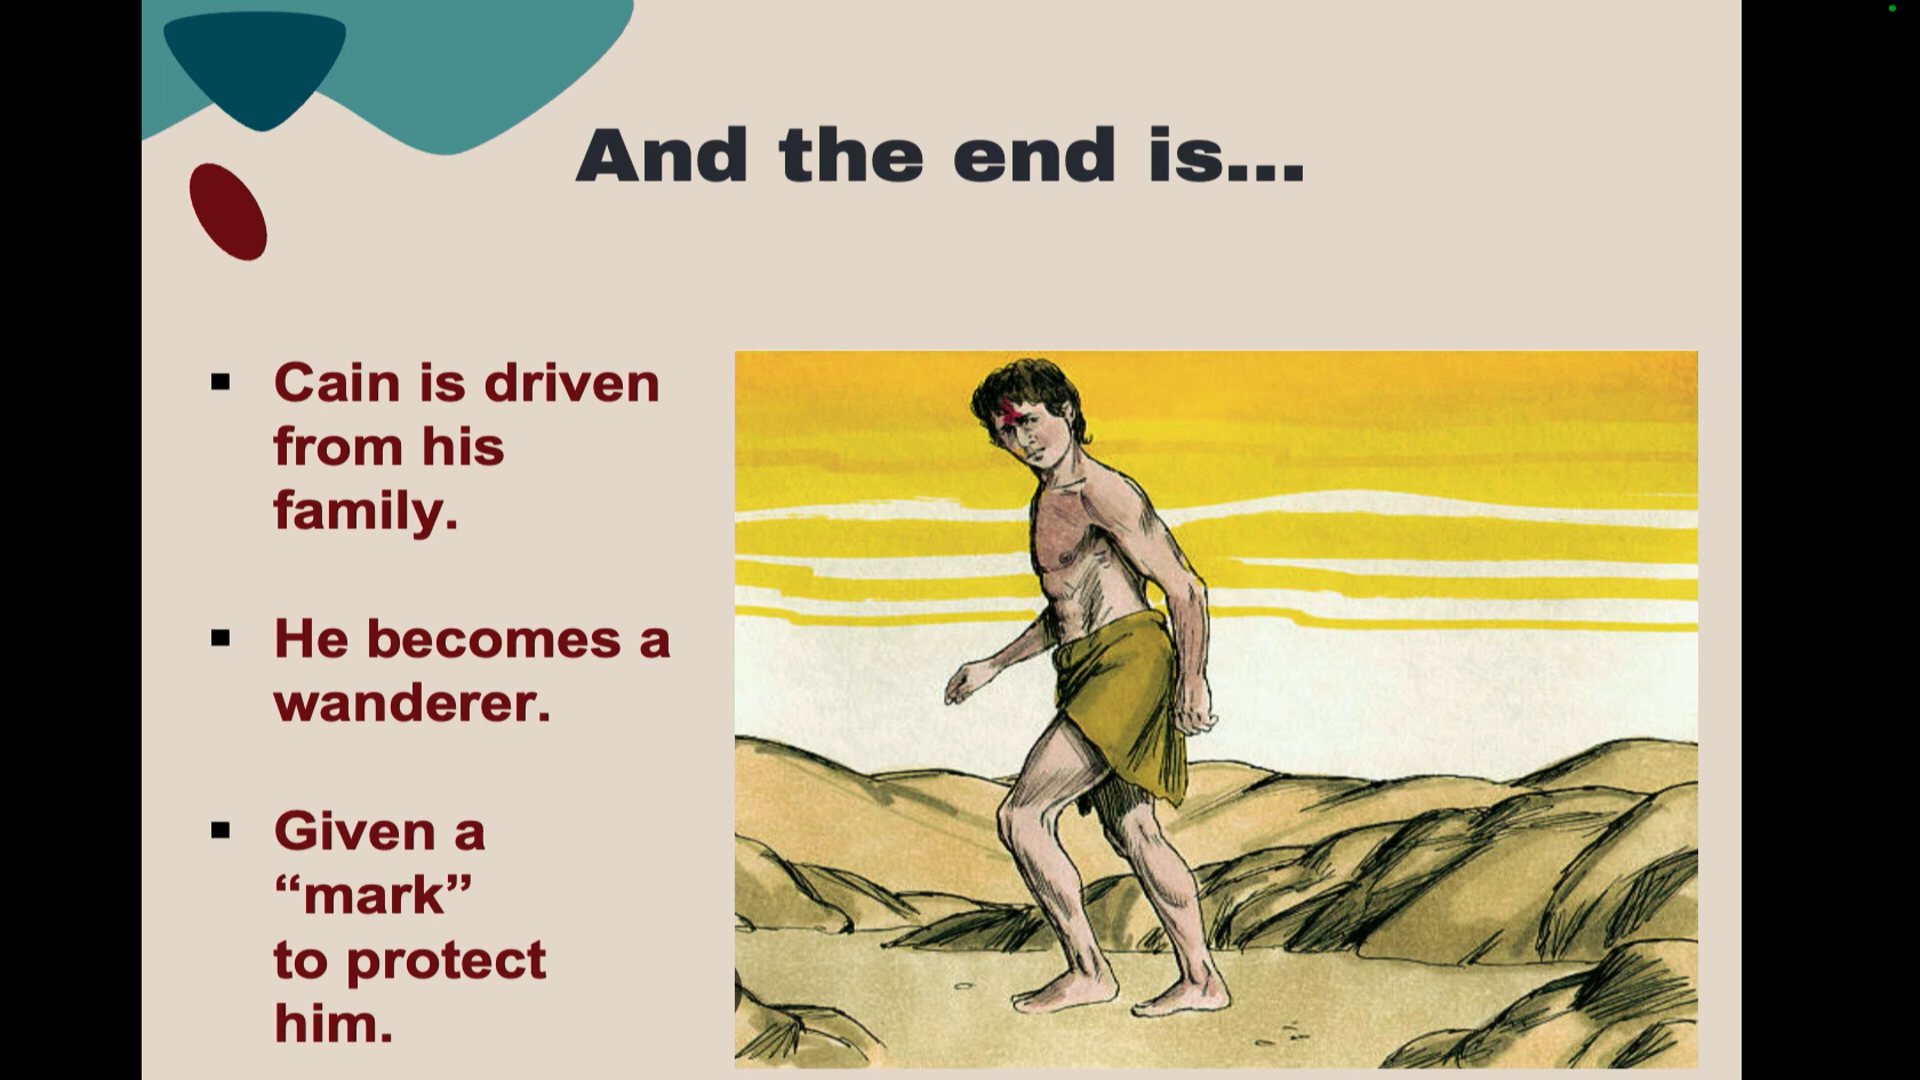 And the end is...
▪ Cain is driven
from his
family.
▪ He becomes a
wanderer.
▪ Given a
“mark”
to protect
him.